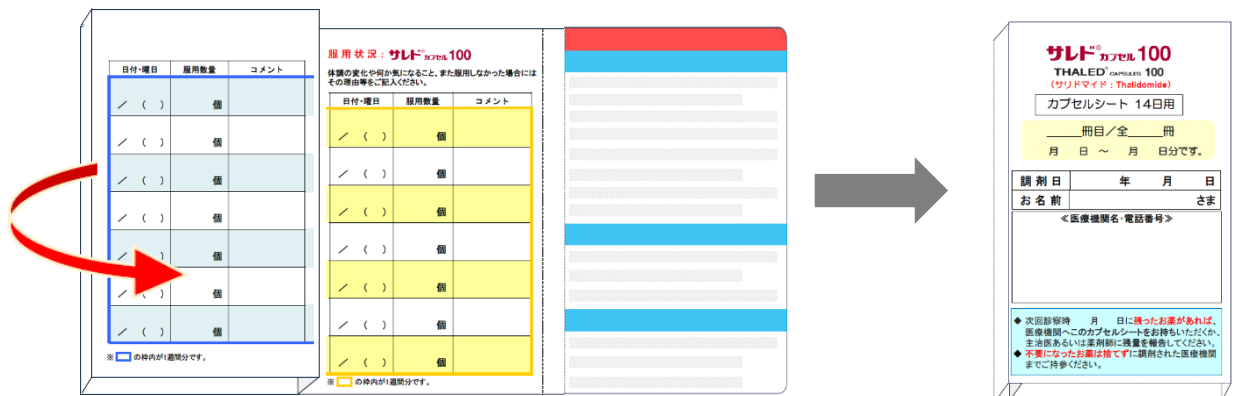 日付・曜日 服用数量 コメント
／ （ ） 個
／ （ ） 個
／ （ ） 個
／ （ ） 個
／ （ ） 個
／ （ ） 個
／ （ ） 個
※ の枠内が1週間分です。
服用状況：サレド®カプセル100
体調の変化や何か気になること、また服用しなかった場合には
その理由等をご記入ください。
日付・曜日 服用数量 コメント
／ （ ） 個
／ （ ） 個
／ （ ） 個
／ （ ） 個
／ （ ） 個
／ （ ） 個
／ （ ） 個
※ の枠内が1週間分です。
サレド®カプセル100
THALED® CAPSULES 100
（サリドマイド：Thalidomide）
カプセルシート 14日用
____冊目／全____冊
月 日 ～ 月 日分です。
調剤日 年 月 日
お名前 さま
≪医療機関名・電話番号≫
◆ 次回診察時 月 日に残ったお薬があれば、
医療機関へこのカプセルシートをお持ちいただくか、
主治医あるいは薬剤師に残量を報告してください。
◆ 不要になったお薬は捨てずに調剤された医療機関
までご持参ください。